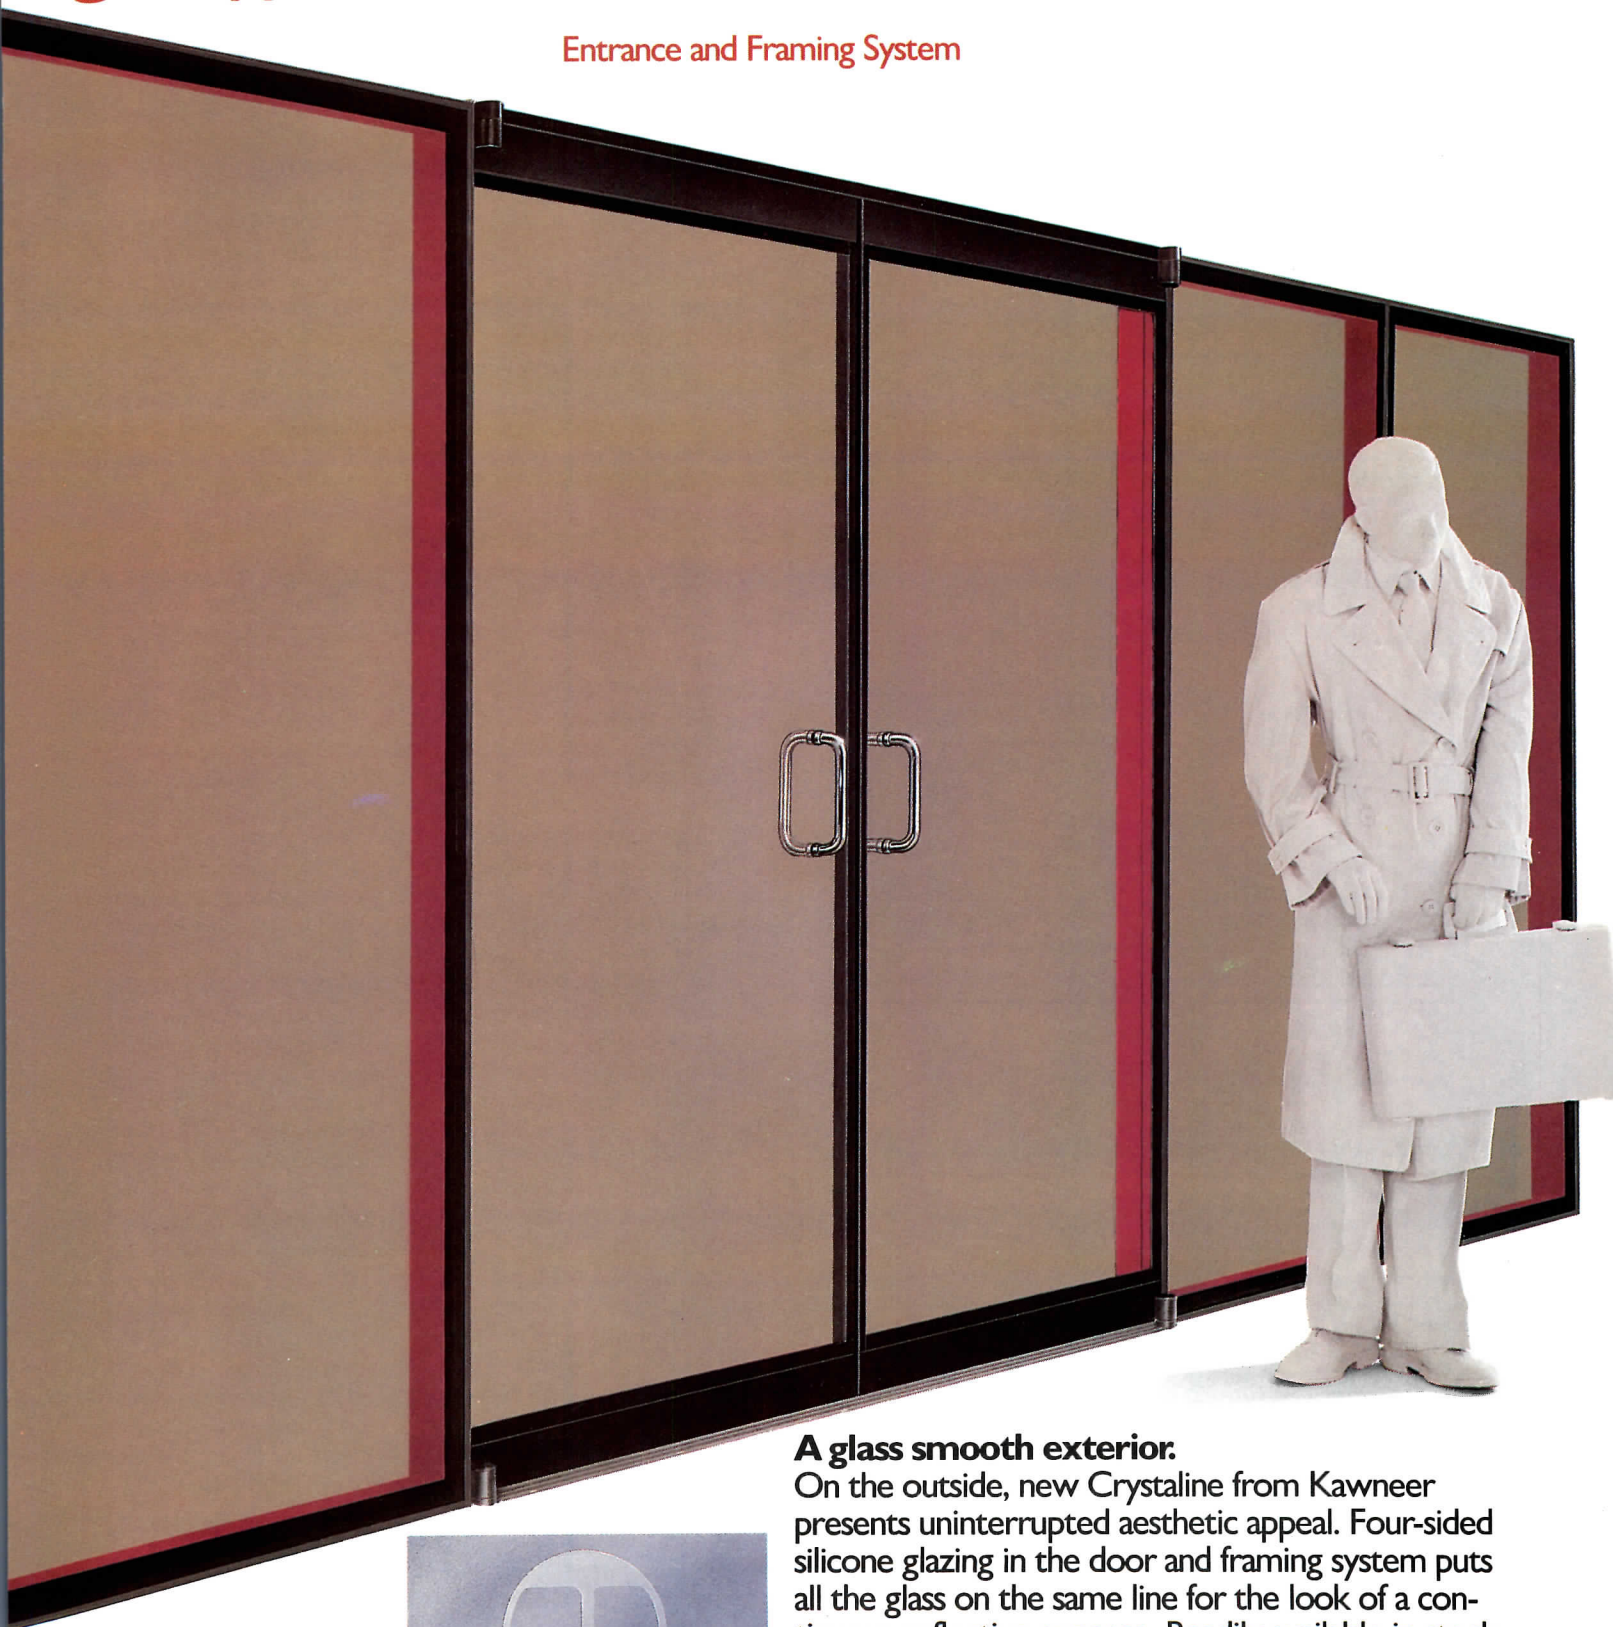 Entrance and Framing System
A glass smooth exterior.
On the outside, new Crystaline from Kawneer
presents uninterrupted aesthetic appeal. Four-sided
silicone glazing in the door and framing system puts
all the glass on the same line for the look of a con-